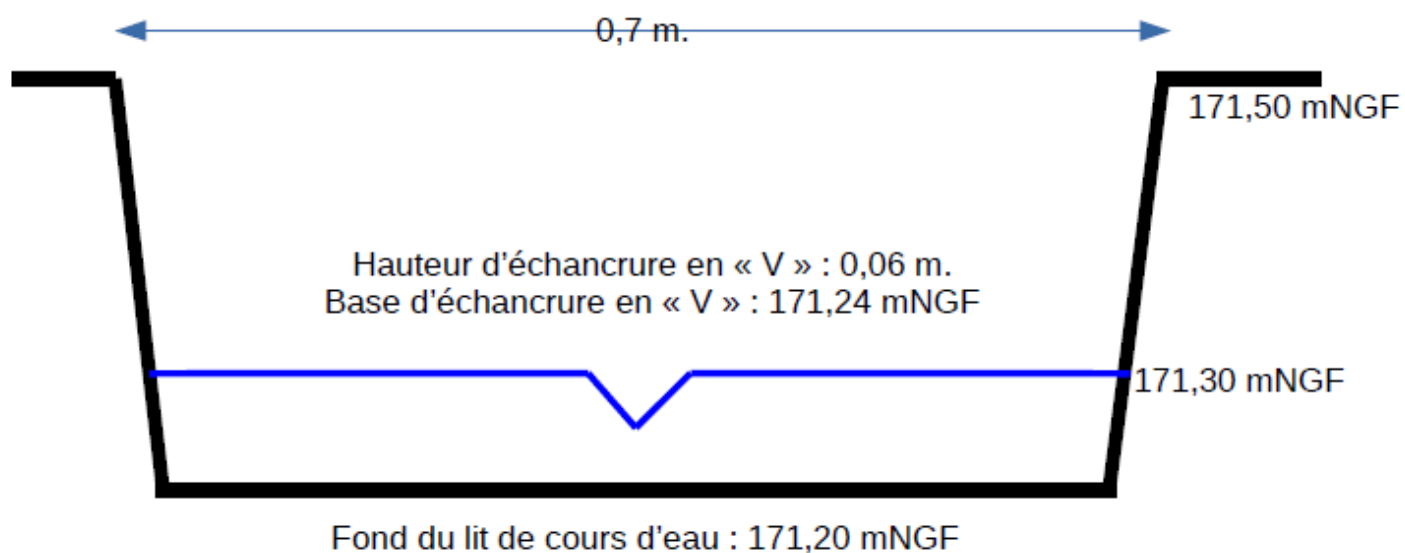 0,7 m.
171,50 mNGF
Hauteur d'échancrure en « V » : 0,06 m.
Base d'échancrure en « V » : 171,24 mNGF
171,30 mNGF
Fond du lit de cours d'eau : 171,20 mNGF